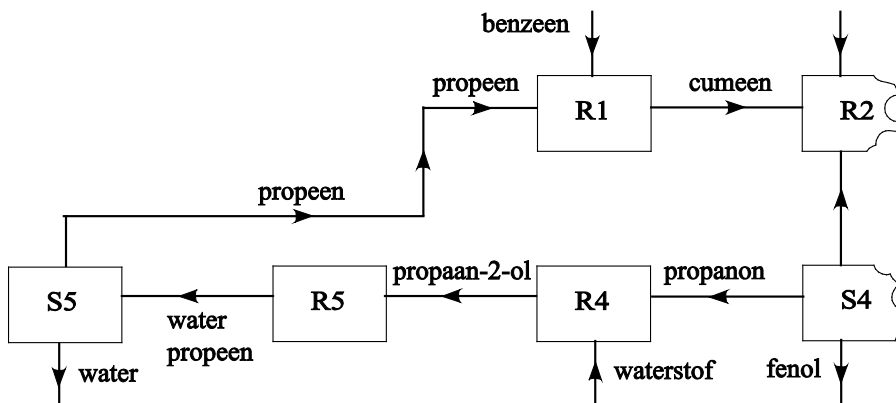 benzeen
propeen
cumeen
R1
R2
propeen
propaan-2-ol
propanon
S5
R5
R4
S4
water
propeen
water
waterstof
fenol